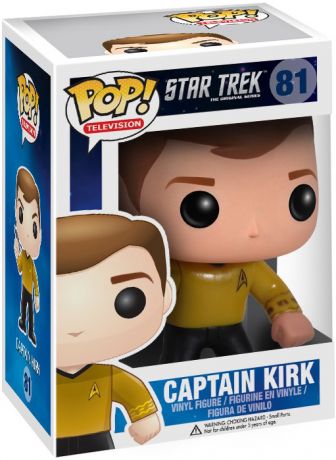 POP!
TELEVISION
STAR TREK
THE ORIGINAL SERIES
81
CAPTAIN KIRK
81
CAPTAIN KIRK
VINYL FIGURE / FIGURINE EN VINYLE /
FIGURA DE VINILO
WARNING: CHOKING HAZARD - Small Parts.
Not for children under 3 years of age.